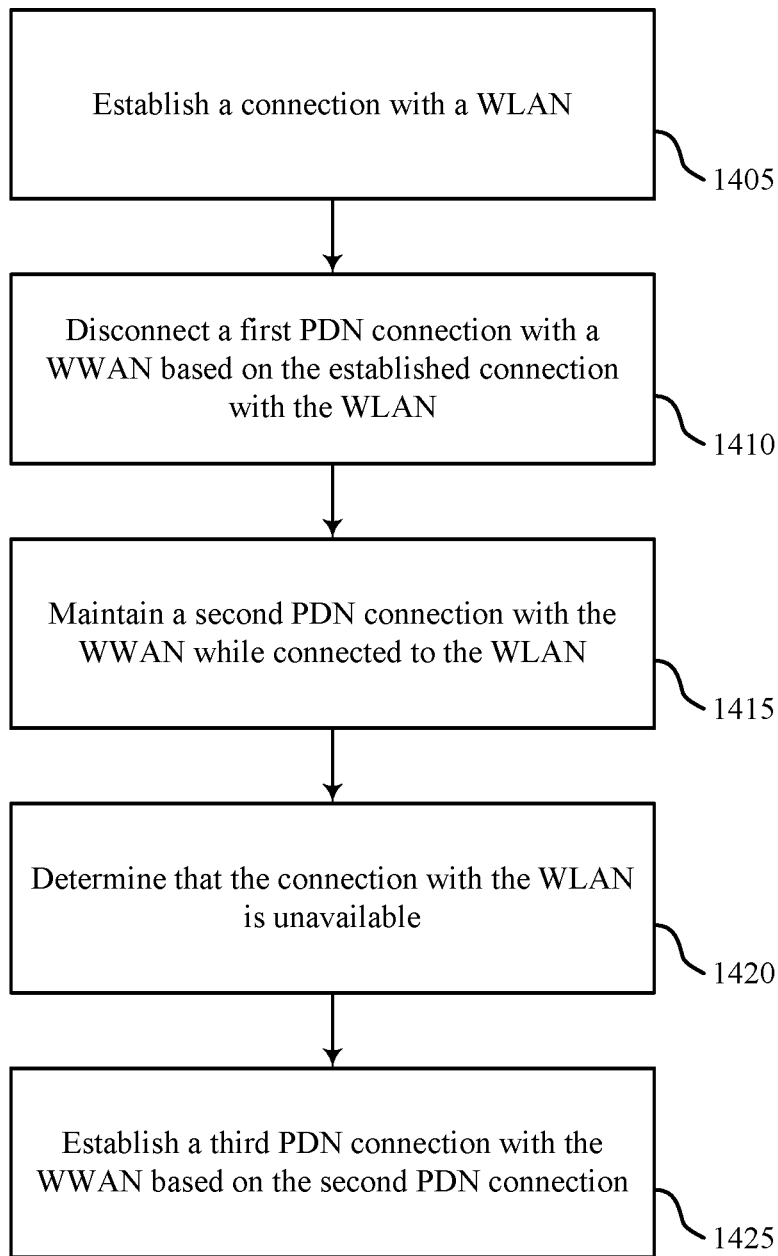 Establish a connection with a WLAN
1405
Disconnect a first PDN connection with a
WWAN based on the established connection
with the WLAN
1410
Maintain a second PDN connection with the
WWAN while connected to the WLAN
1415
Determine that the connection with the WLAN
is unavailable
1420
Establish a third PDN connection with the
WWAN based on the second PDN connection
1425